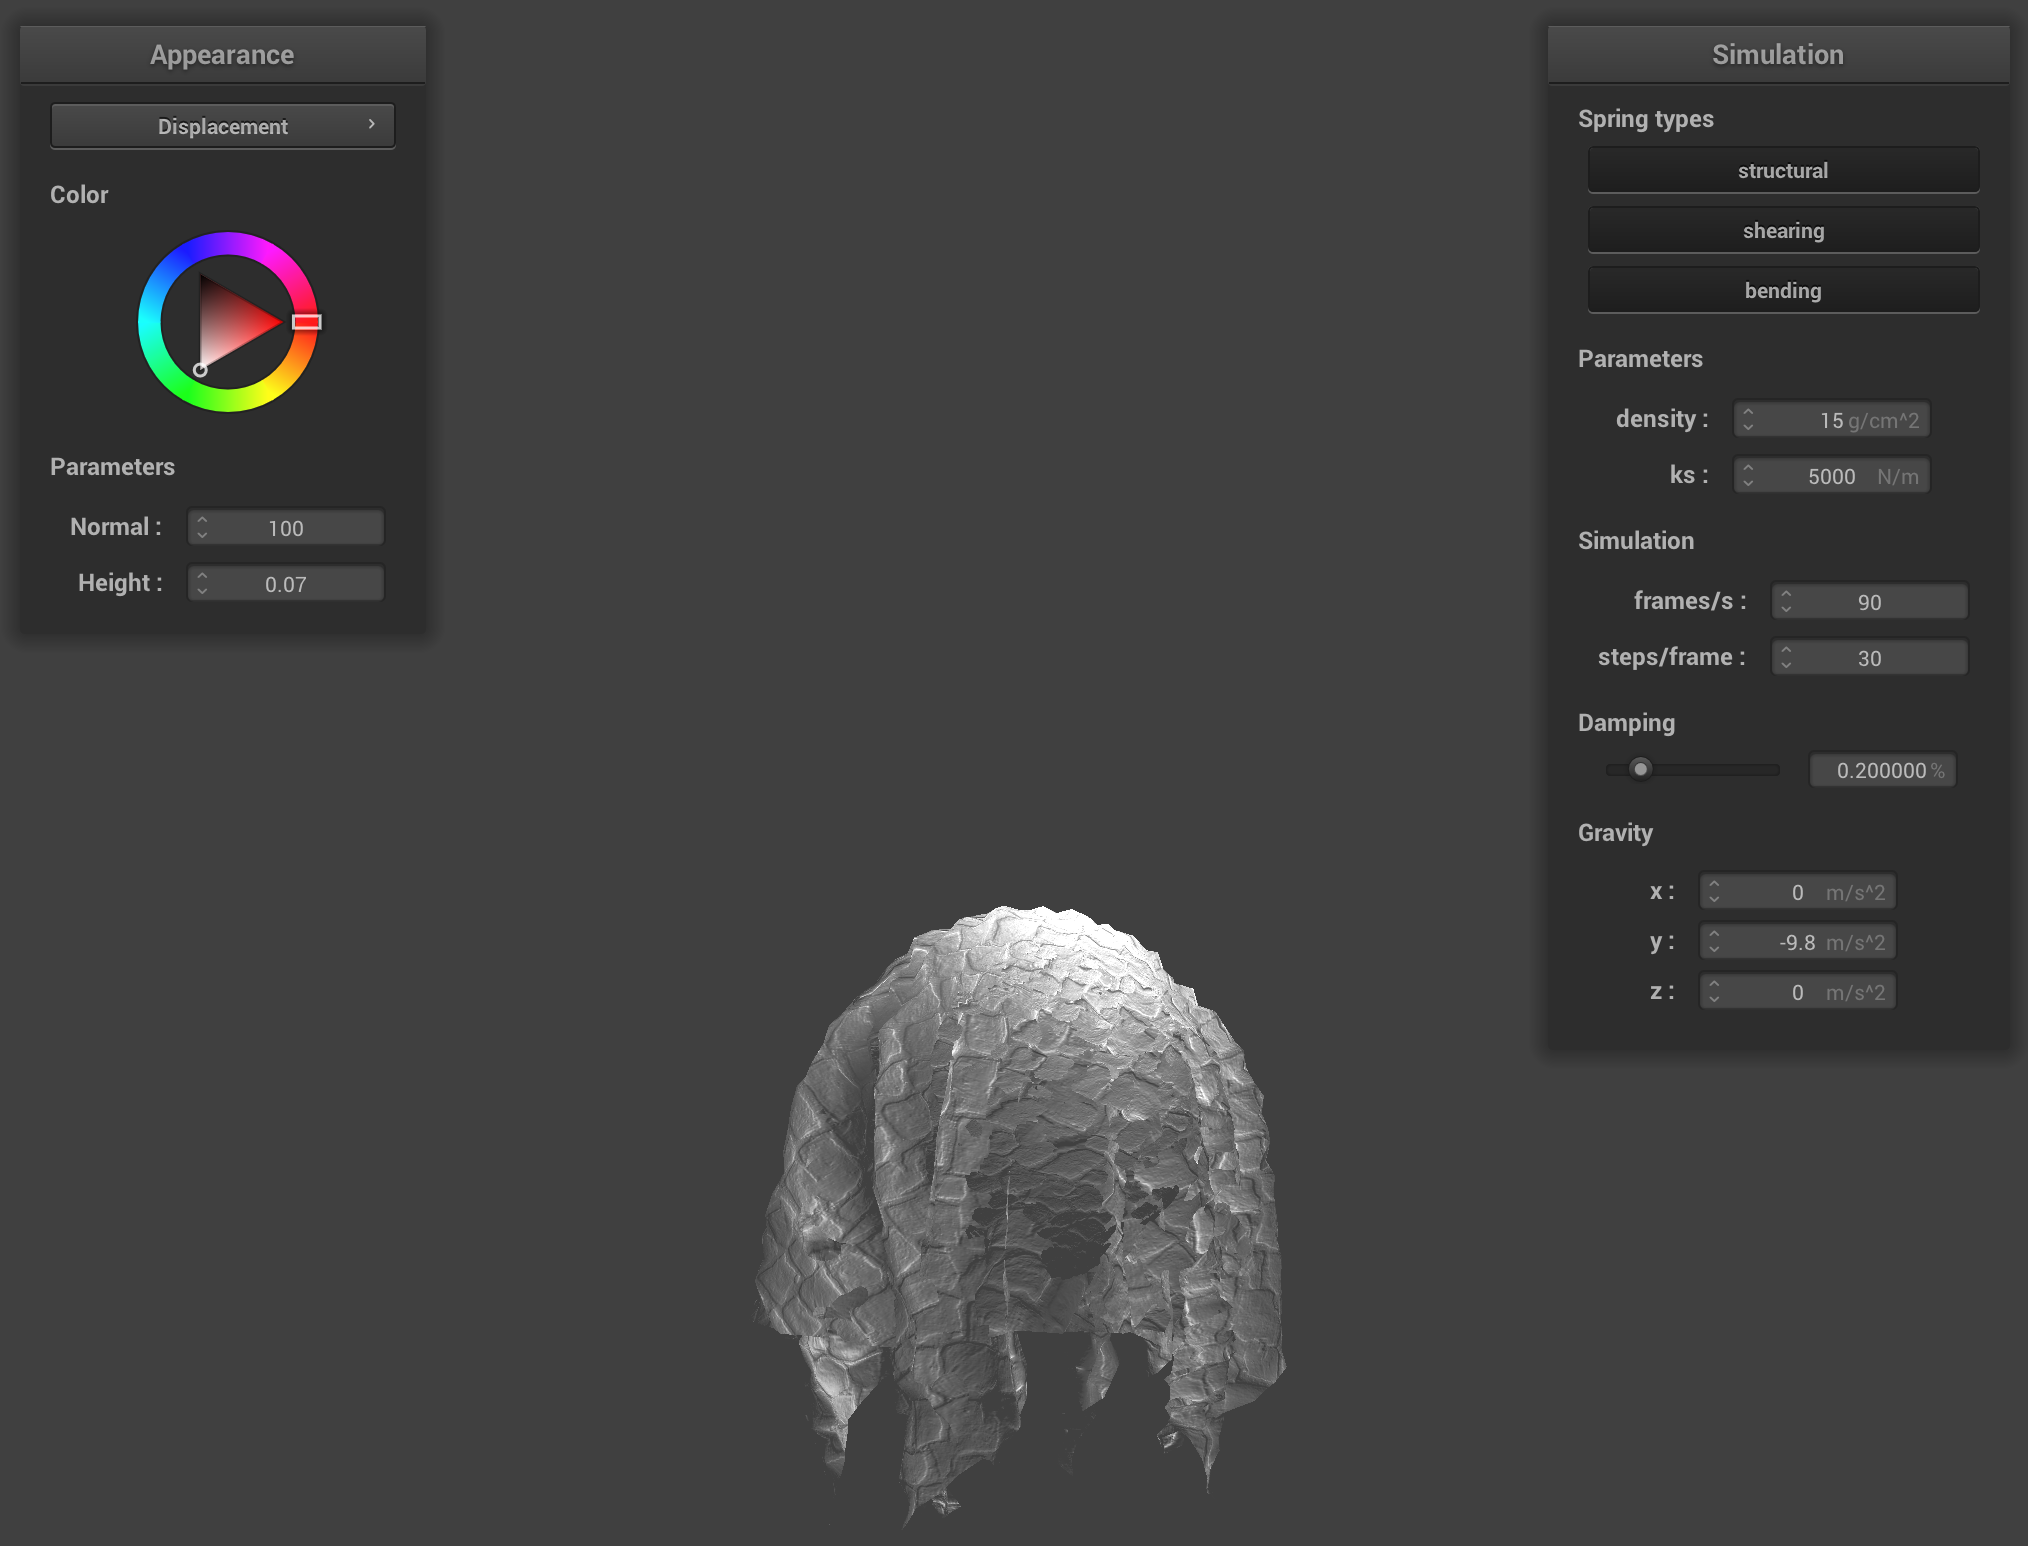 Appearance
Displacement
Color
Parameters
Normal : 100
Height : 0.07
Simulation
Spring types
structural
shearing
bending
Parameters
density : 15 g/cm^2
ks : 5000 N/m
Simulation
frames/s : 90
steps/frame : 30
Damping
0.200000 %
Gravity
x : 0 m/s^2
y : -9.8 m/s^2
z : 0 m/s^2